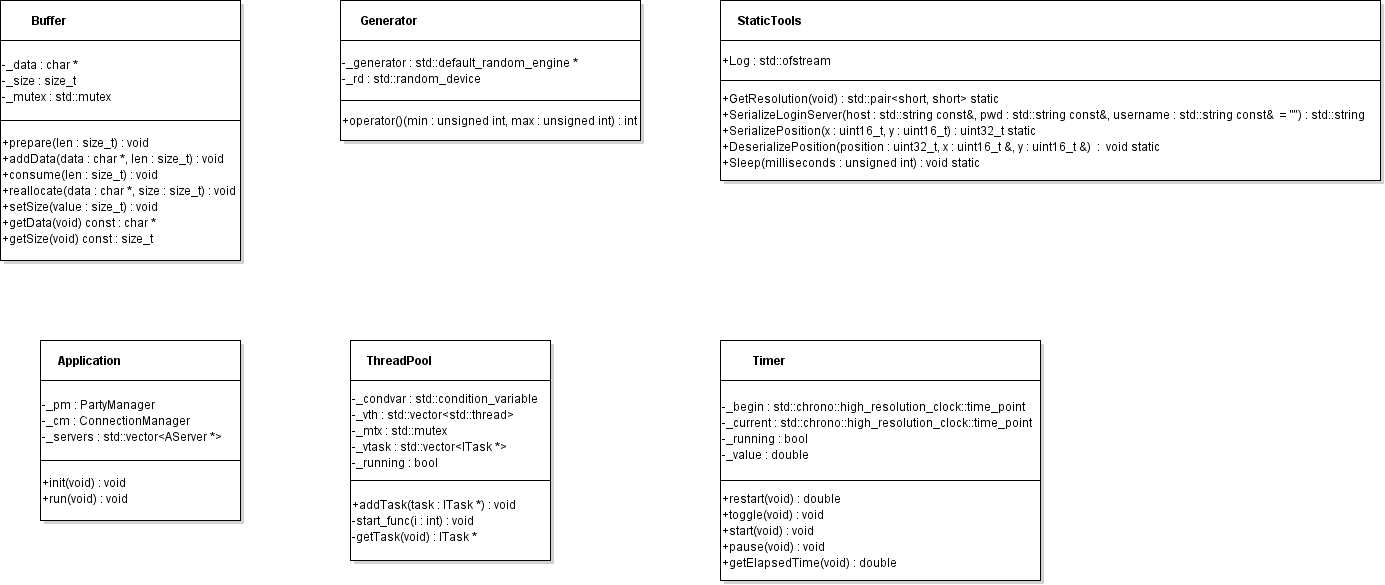 Buffer
-_data : char *
-_size : size_t
-_mutex : std::mutex
+prepare(len : size_t) : void
+addData(data : char *, len : size_t) : void
+consume(len : size_t) : void
+reallocate(data : char *, size : size_t) : void
+setSize(value : size_t) : void
+getData(void) const : char *
+getSize(void) const : size_t
Generator
-_generator : std::default_random_engine *
-_rd : std::random_device
+operator()(min : unsigned int, max : unsigned int) : int
StaticTools
+Log : std::ofstream
+GetResolution(void) : std::pair<short, short> static
+SerializeLoginServer(host : std::string const&, pwd : std::string const&, username : std::string const& = "") : std::string
+SerializePosition(x : uint16_t, y : uint16_t) : uint32_t static
+DeserializePosition(position : uint32_t, x : uint16_t &, y : uint16_t &) : void static
+Sleep(milliseconds : unsigned int) : void static
Application
-_pm : PartyManager
-_cm : ConnectionManager
-_servers : std::vector<AServer *>
+init(void) : void
+run(void) : void
ThreadPool
-_condvar : std::condition_variable
-_vth : std::vector<std::thread>
-_mtx : std::mutex
-_vtask : std::vector<ITask *>
-_running : bool
+addTask(task : ITask *) : void
-start_func(i : int) : void
-getTask(void) : ITask *
Timer
-_begin : std::chrono::high_resolution_clock::time_point
-_current : std::chrono::high_resolution_clock::time_point
-_running : bool
-_value : double
+restart(void) : double
+toggle(void) : void
+start(void) : void
+pause(void) : void
+getElapsedTime(void) : double